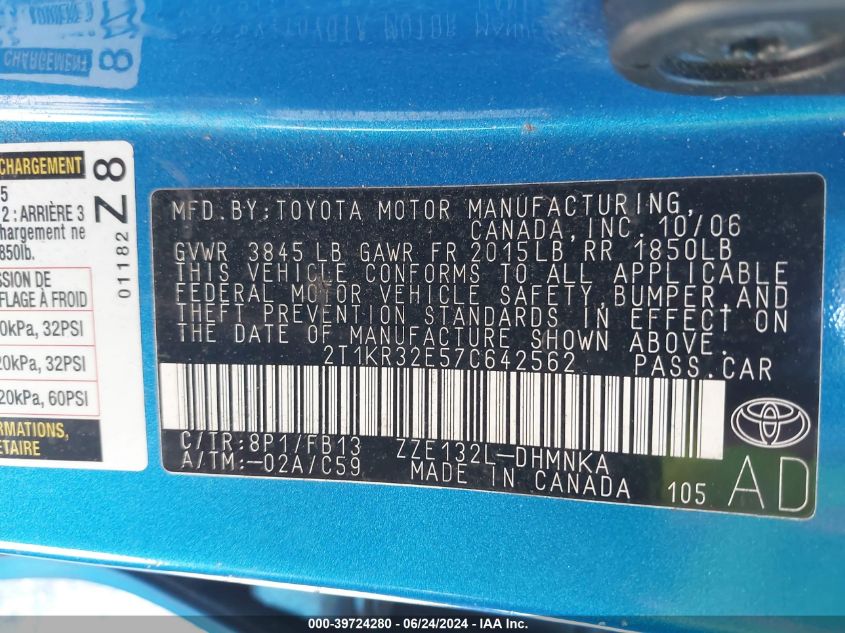 CHARGEMENT
5
2 : ARRIÈRE 3
hargement ne
850lb.
SSION DE
FLAGE À FROID
0kPa, 32PSI
20kPa, 32PSI
20kPa, 60PSI
RMATIONS,
ETAIRE
01182 Z8
MFD. BY: TOYOTA MOTOR MANUFACTURING,
CANADA, INC. 10/06
GVWR 3845 LB GAWR FR 2015LB RR 1850LB
THIS VEHICLE CONFORMS TO ALL APPLICABLE
FEDERAL MOTOR VEHICLE SAFETY, BUMPER, AND
THEFT PREVENTION STANDARDS IN EFFECT ON
THE DATE OF MANUFACTURE SHOWN ABOVE.
2T1KR32E57C642562 PASS. CAR
C/TR: 8P1/FB13 ZZE132L-DHMNKA
A/TM: -02A/C59 MADE IN CANADA 105 AD
000-39724280 - 06/24/2024 - IAA Inc.